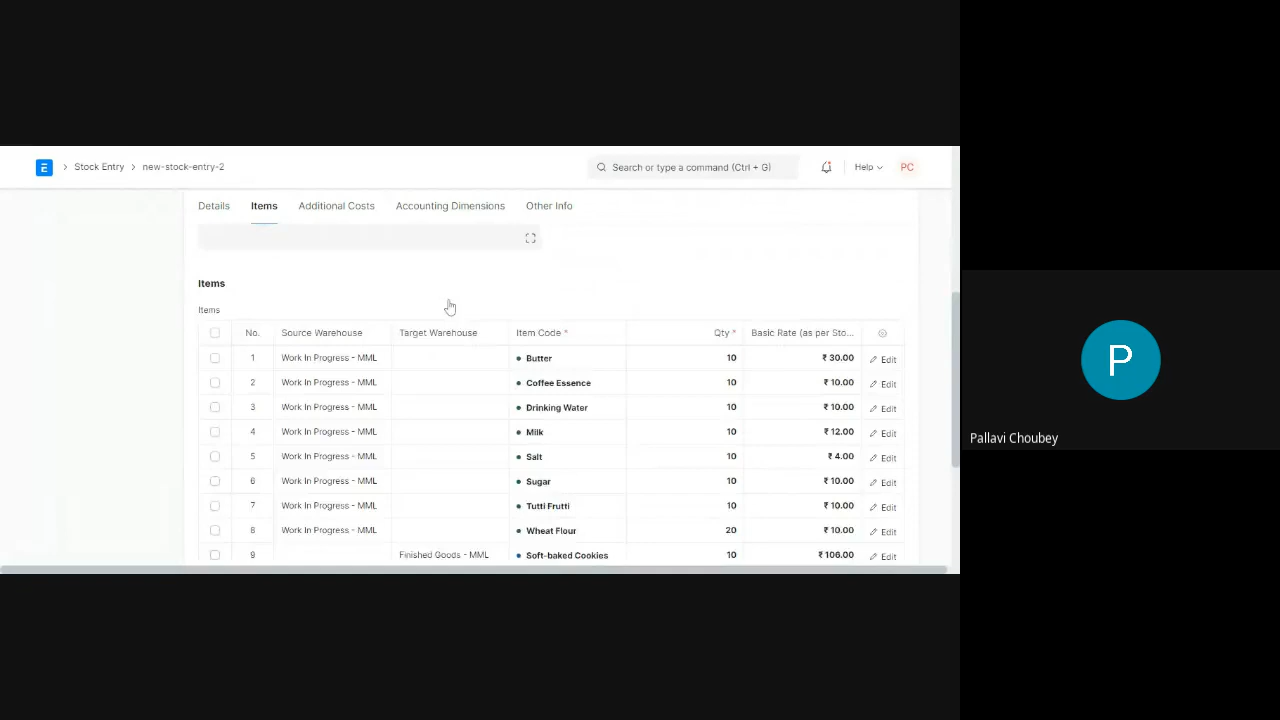 E > Stock Entry > new-stock-entry-2 Search or type a command (Ctrl + G) Help PC
Details Items Additional Costs Accounting Dimensions Other Info
Items
Items
No. Source Warehouse Target Warehouse Item Code * Qty * Basic Rate (as per Sto...
1 Work In Progress - MML Butter 10 ₹ 30.00 Edit
2 Work In Progress - MML Coffee Essence 10 ₹ 10.00 Edit
3 Work In Progress - MML Drinking Water 10 ₹ 10.00 Edit
4 Work In Progress - MML Milk 10 ₹ 12.00 Edit
5 Work In Progress - MML Salt 10 ₹ 4.00 Edit
6 Work In Progress - MML Sugar 10 ₹ 10.00 Edit
7 Work In Progress - MML Tutti Frutti 10 ₹ 10.00 Edit
8 Work In Progress - MML Wheat Flour 20 ₹ 10.00 Edit
9 Finished Goods - MML Soft-baked Cookies 10 ₹ 106.00 Edit
P
Pallavi Choubey